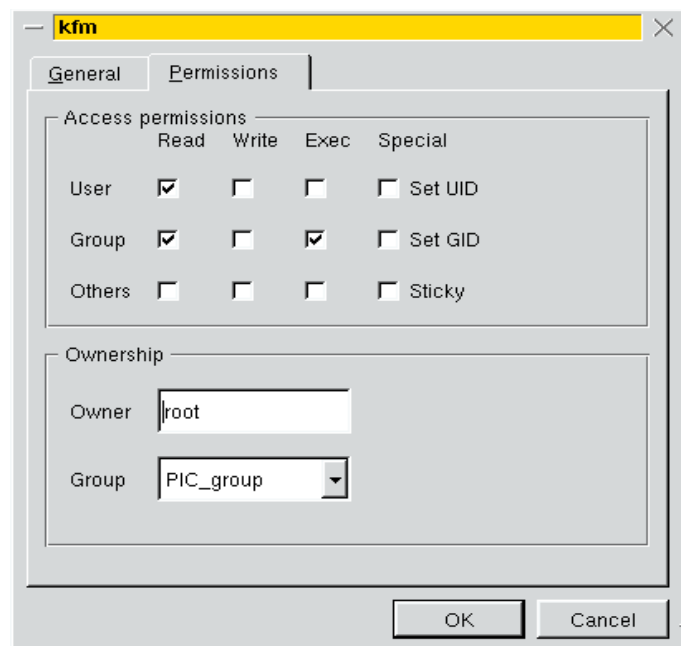 kfm
General Permissions
Access permissions
Read Write Exec Special
User Set UID
Group Set GID
Others Sticky
Ownership
Owner root
Group PIC_group
OK Cancel